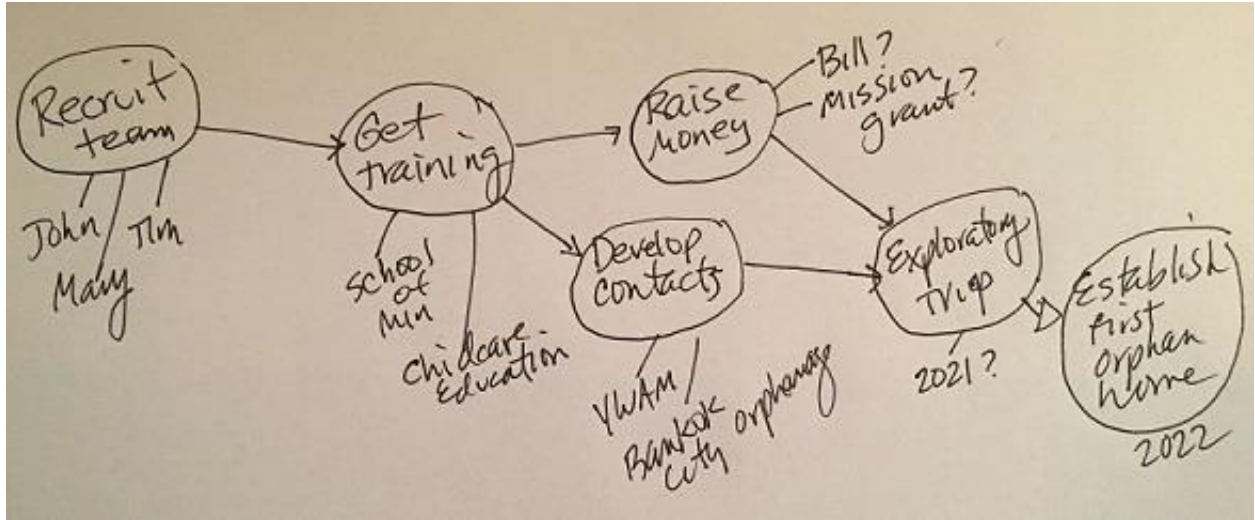 Recruit
team
John
Tim
Mary
Get
training
School
of
Min
Childcare
Education
Raise
Money
Bill?
Mission
grant?
Develop
contacts
YWAM
Bankok
City
orphanage
Exploratory
Trip
2021?
Establish
first
orphan
home
2022